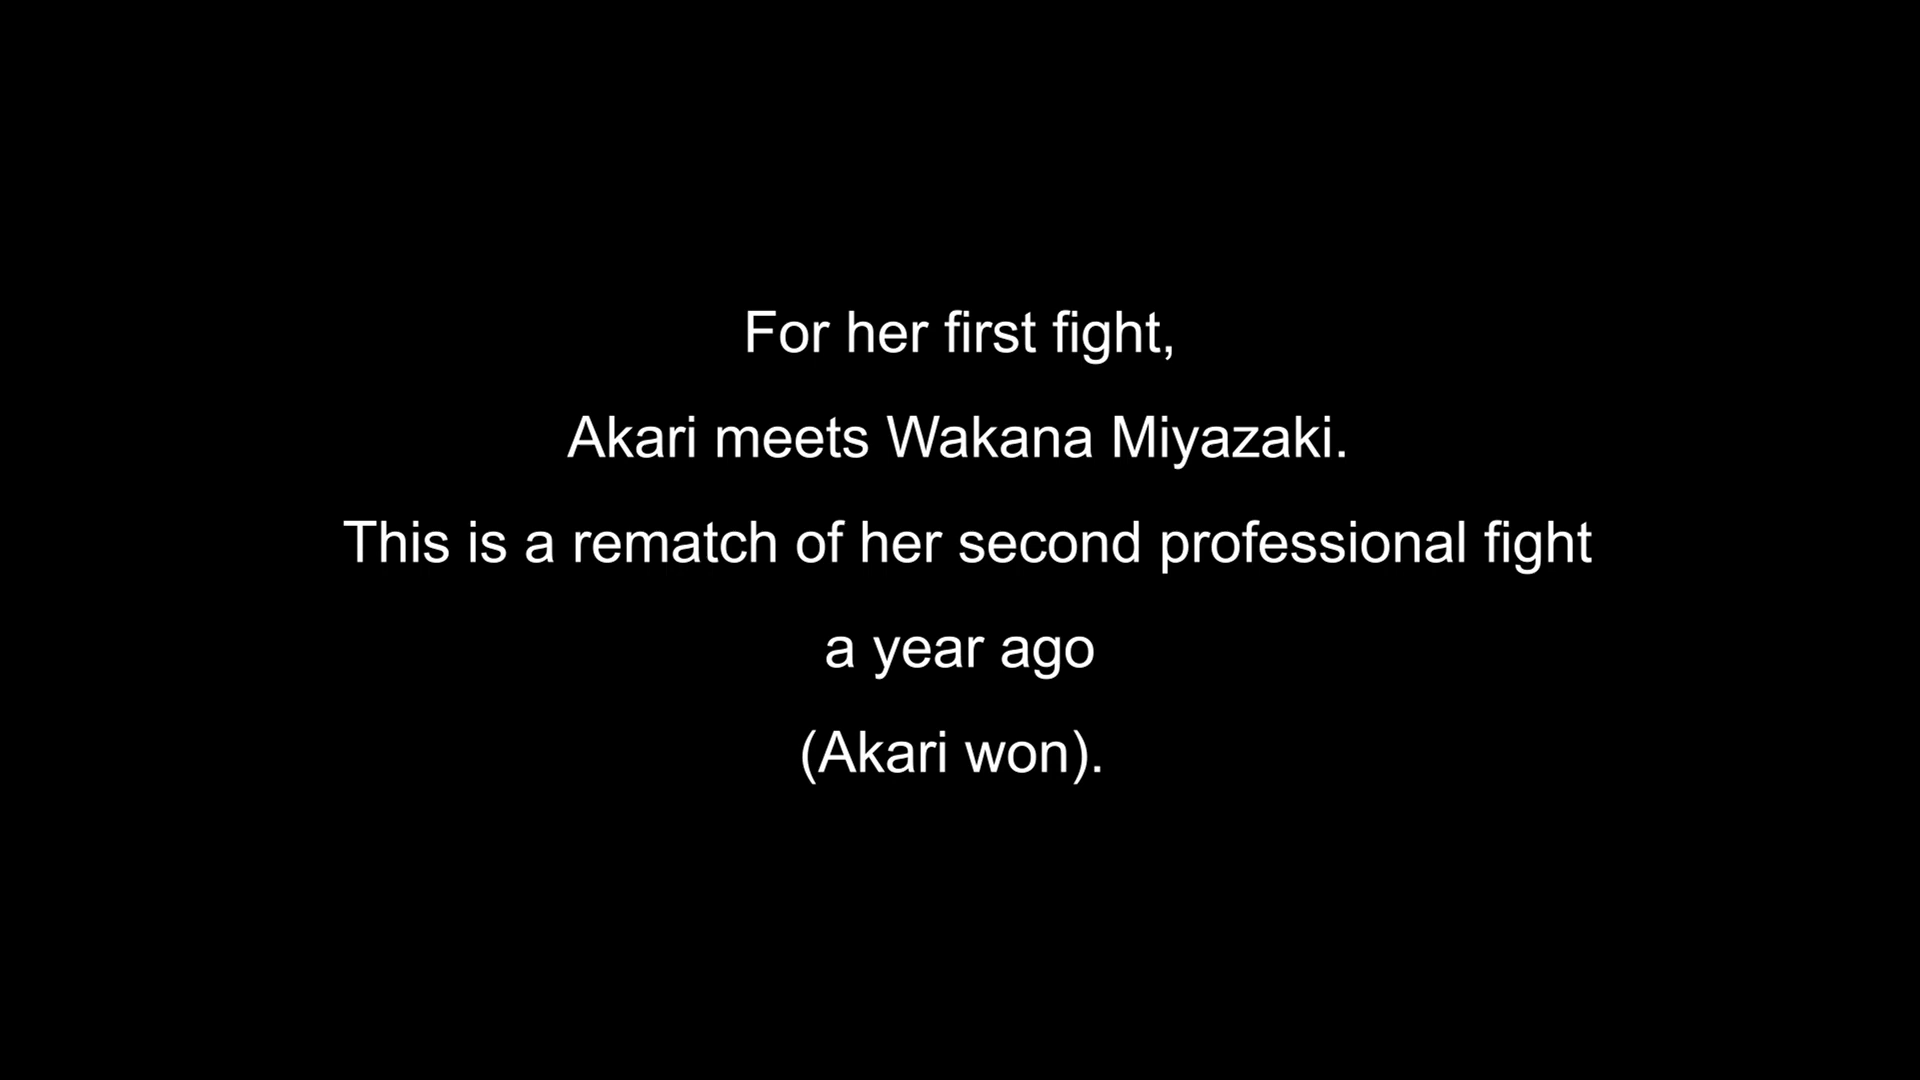 For her first fight,
Akari meets Wakana Miyazaki.
This is a rematch of her second professional fight
a year ago
(Akari won).